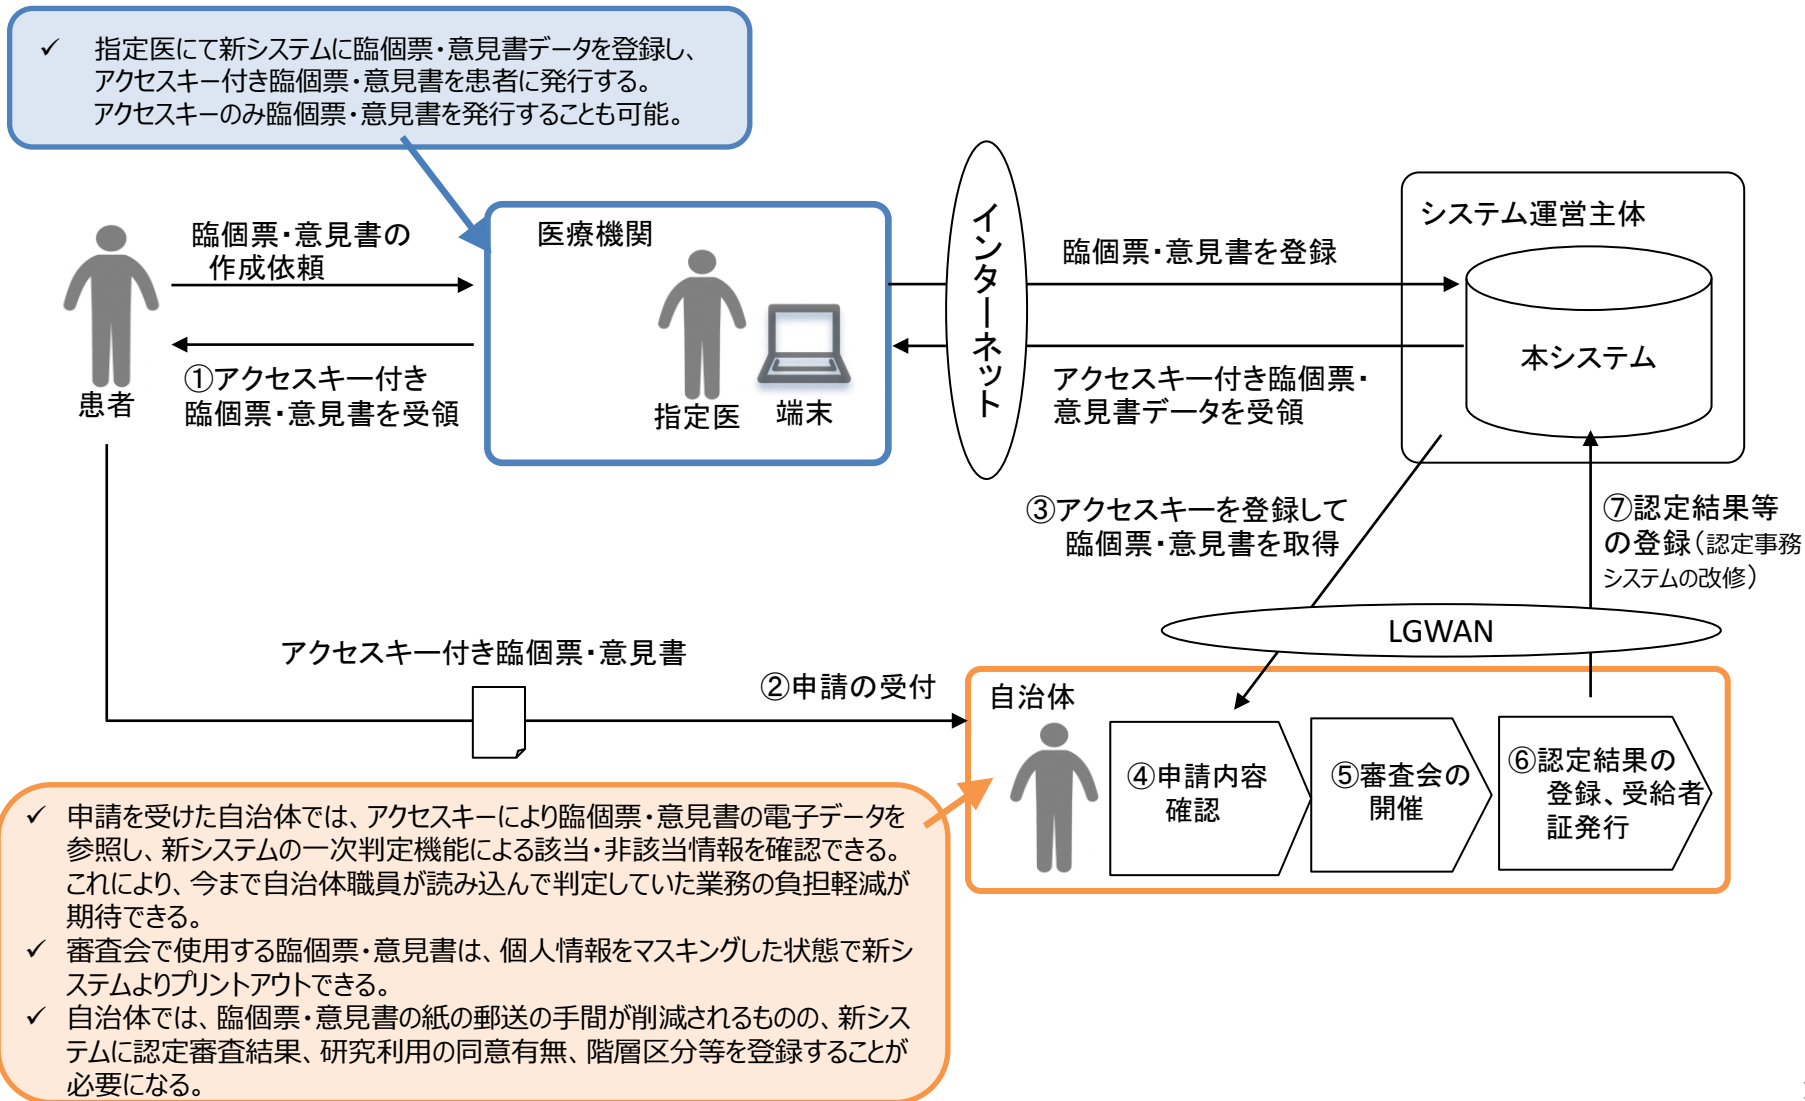 ✓ 指定医にて新システムに臨個票・意見書データを登録し、
アクセスキー付き臨個票・意見書を患者に発行する。
アクセスキーのみ臨個票・意見書を発行することも可能。
臨個票・意見書の
作成依頼
医療機関
インターネット
臨個票・意見書を登録
システム運営主体
本システム
①アクセスキー付き
臨個票・意見書を受領
患者
指定医
端末
アクセスキー付き臨個票・
意見書データを受領
③アクセスキーを登録して
臨個票・意見書を取得
⑦認定結果等
の登録(認定事務
システムの改修)
LGWAN
アクセスキー付き臨個票・意見書
②申請の受付
自治体
④申請内容
確認
⑤審査会の
開催
⑥認定結果の
登録、受給者
証発行
✓ 申請を受けた自治体では、アクセスキーにより臨個票・意見書の電子データを
参照し、新システムの一次判定機能による該当・非該当情報を確認できる。
これにより、今まで自治体職員が読み込んで判定していた業務の負担軽減が
期待できる。
✓ 審査会で使用する臨個票・意見書は、個人情報をマスキングした状態で新シ
ステムよりプリントアウトできる。
✓ 自治体では、臨個票・意見書の紙の郵送の手間が削減されるものの、新シス
テムに認定審査結果、研究利用の同意有無、階層区分等を登録することが
必要になる。